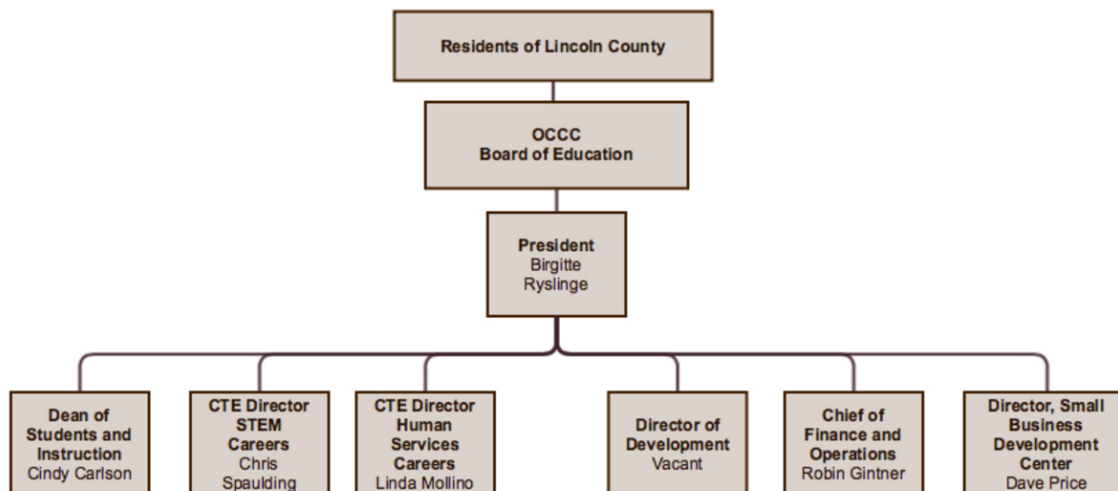 Residents of Lincoln County
OCCC
Board of Education
President
Birgitte
Ryslinge
Dean of
Students and
Instruction
Cindy Carlson
CTE Director
STEM
Careers
Chris
Spaulding
CTE Director
Human
Services
Careers
Linda Mollino
Director of
Development
Vacant
Chief of
Finance and
Operations
Robin Gintner
Director, Small
Business
Development
Center
Dave Price